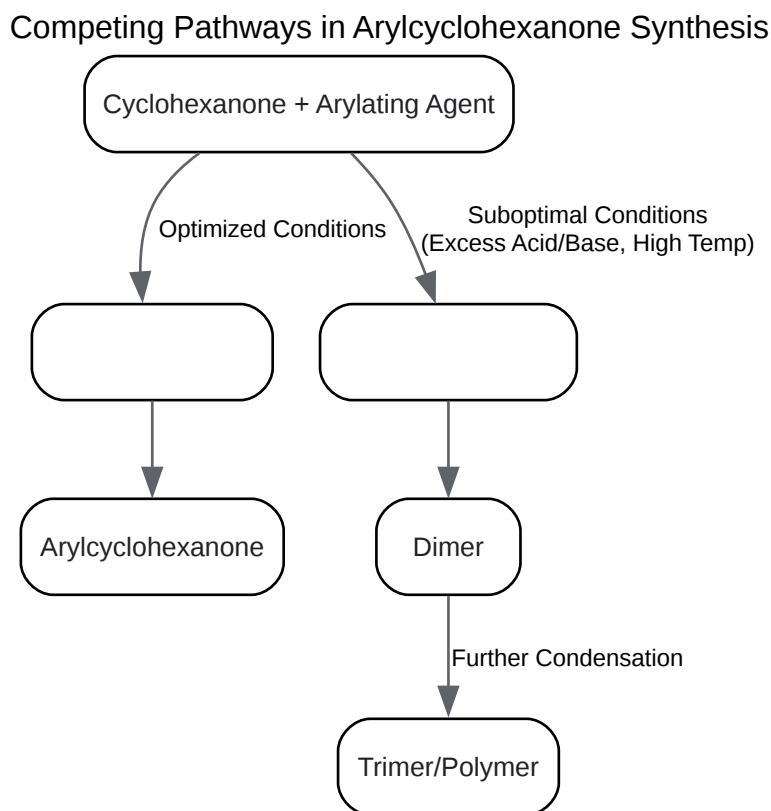 Competing Pathways in Arylcyclohexanone Synthesis
Cyclohexanone + Arylating Agent
Optimized Conditions
Suboptimal Conditions
(Excess Acid/Base, High Temp)
Arylcyclohexanone
Dimer
Further Condensation
Trimer/Polymer